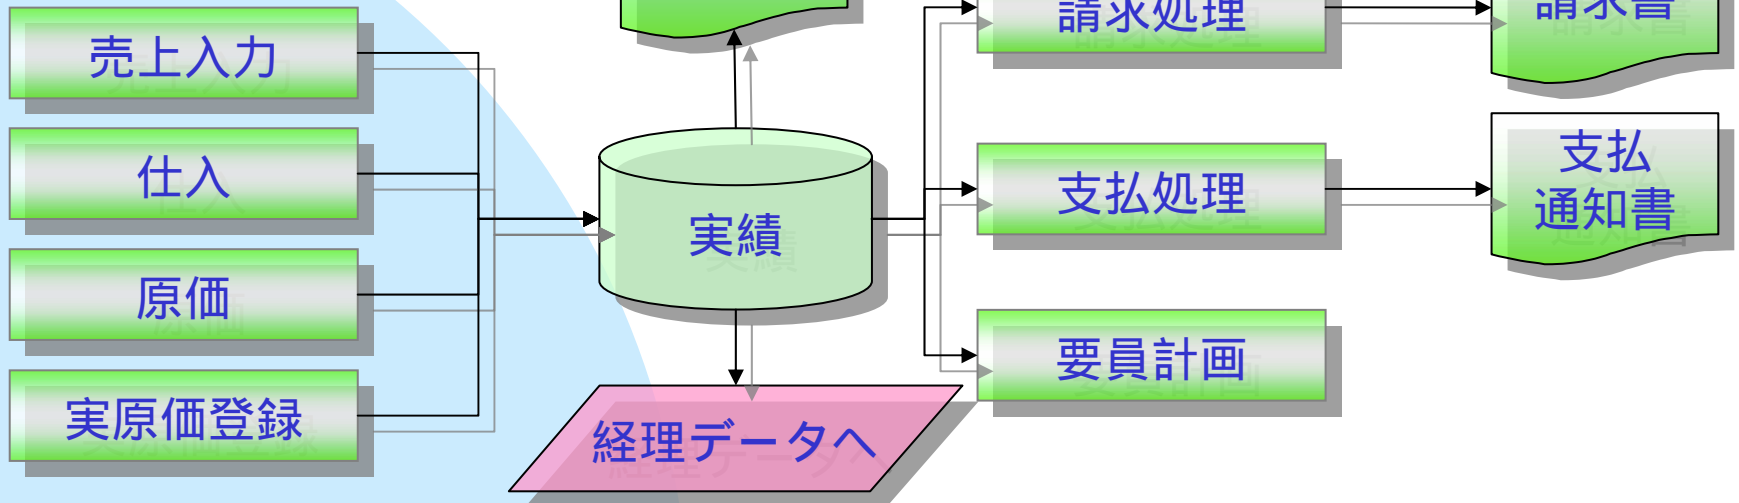 売上入力
仕入
原価
実原価登録
実績
経理データへ
請求処理
支払処理
要員計画
請求書
支払
通知書